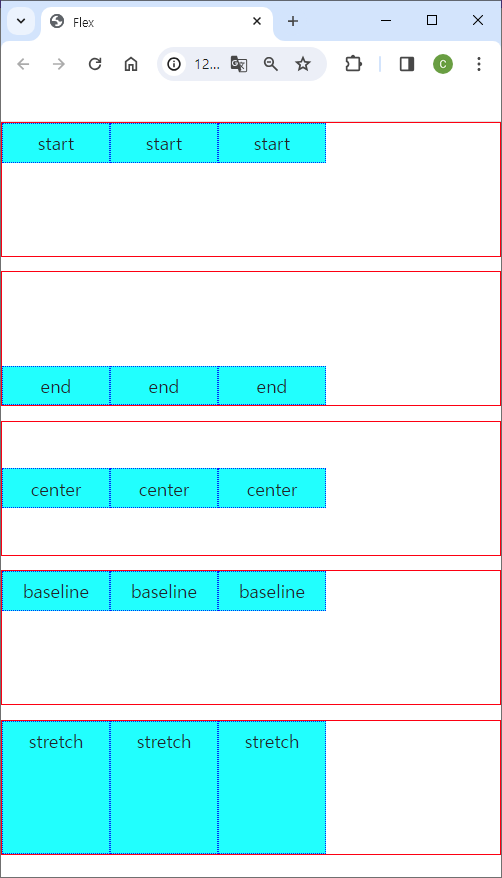 Flex
12...
C
start start start
end end end
center center center
baseline baseline baseline
stretch stretch stretch